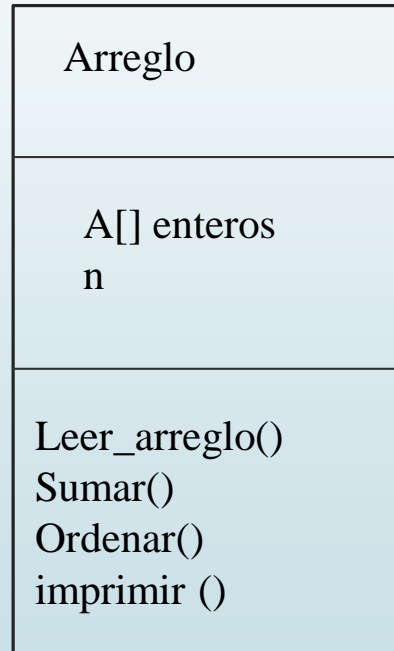 Arreglo
A[] enteros
n
Leer_arreglo()
Sumar()
Ordenar()
imprimir ()